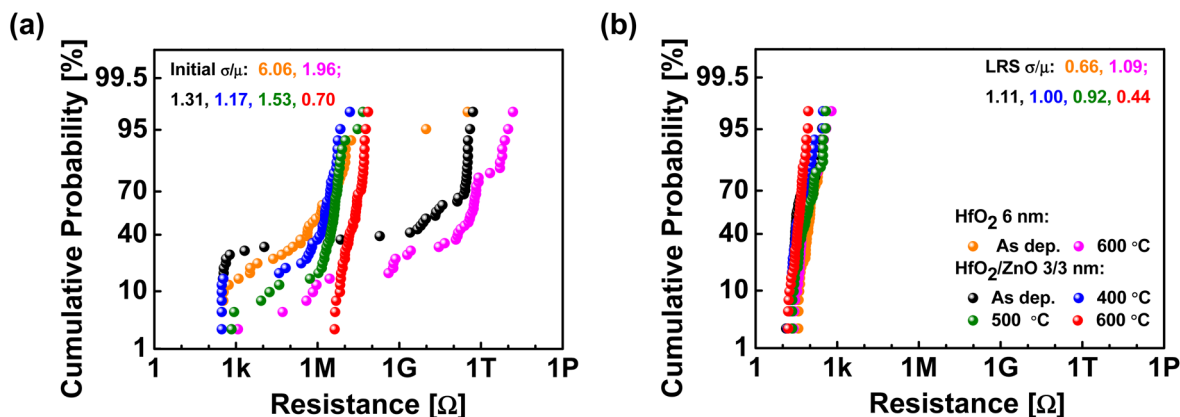 (a)
Cumulative Probability [%]
99.5
95
70
40
10
1
Initial σ/μ: 6.06, 1.96;
1.31, 1.17, 1.53, 0.70
1 1k 1M 1G 1T 1P
Resistance [Ω]
(b)
Cumulative Probability [%]
99.5
95
70
40
10
1
LRS σ/μ: 0.66, 1.09;
1.11, 1.00, 0.92, 0.44
HfO₂ 6 nm:
As dep. 600 °C
HfO₂/ZnO 3/3 nm:
As dep. 400 °C
500 °C 600 °C
1 1k 1M 1G 1T 1P
Resistance [Ω]